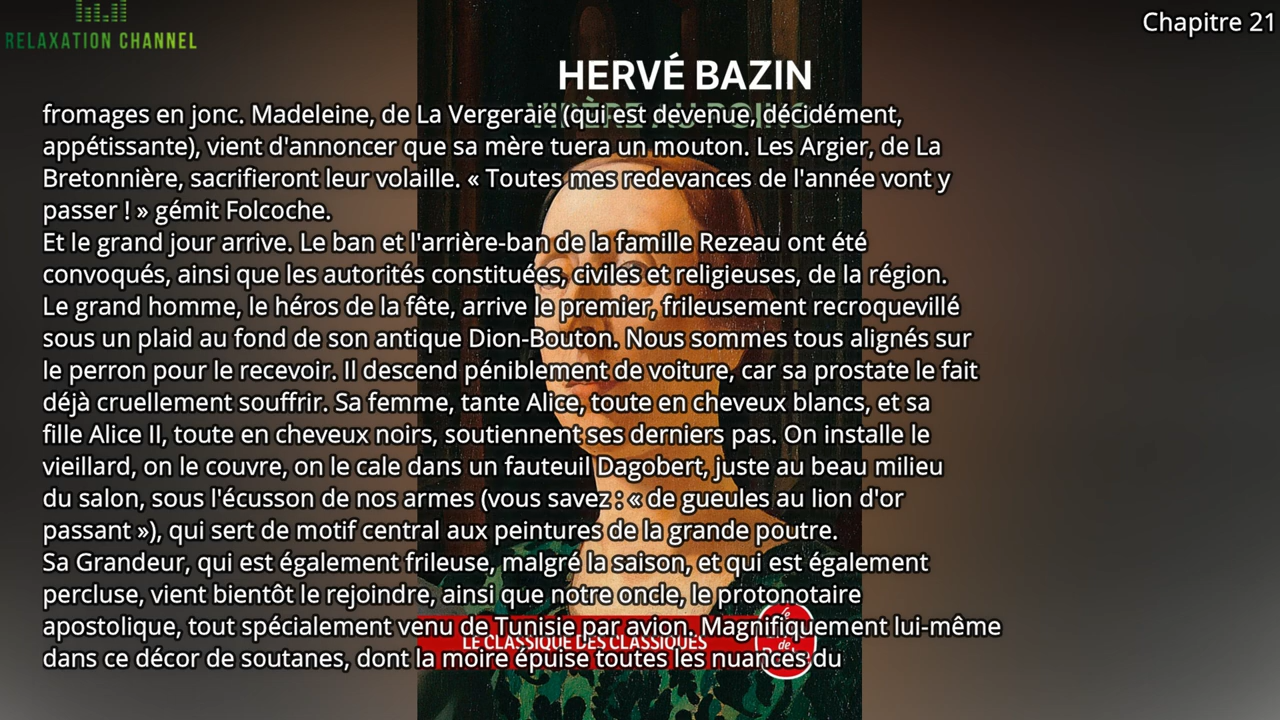 RELAXATION CHANNEL
Chapitre 21
HERVÉ BAZIN
VIPÈRE AU POING
fromages en jonc. Madeleine, de La Vergeraie (qui est devenue, décidément,
appétissante), vient d'annoncer que sa mère tuera un mouton. Les Argier, de La
Bretonnière, sacrifieront leur volaille. « Toutes mes redevances de l'année vont y
passer ! » gémit Folcoche.
Et le grand jour arrive. Le ban et l'arrière-ban de la famille Rezeau ont été
convoqués, ainsi que les autorités constituées, civiles et religieuses, de la région.
Le grand homme, le héros de la fête, arrive le premier, frileusement recroquevillé
sous un plaid au fond de son antique Dion-Bouton. Nous sommes tous alignés sur
le perron pour le recevoir. Il descend péniblement de voiture, car sa prostate le fait
déjà cruellement souffrir. Sa femme, tante Alice, toute en cheveux blancs, et sa
fille Alice II, toute en cheveux noirs, soutiennent ses derniers pas. On installe le
vieillard, on le couvre, on le cale dans un fauteuil Dagobert, juste au beau milieu
du salon, sous l'écusson de nos armes (vous savez : « de gueules au lion d'or
passant »), qui sert de motif central aux peintures de la grande poutre.
Sa Grandeur, qui est également frileuse, malgré la saison, et qui est également
percluse, vient bientôt le rejoindre, ainsi que notre oncle, le protonotaire
apostolique, tout spécialement venu de Tunisie par avion. Magnifiquement lui-même
LE CLASSIQUE DES CLASSIQUES
dans ce décor de soutanes, dont la moire épuise toutes les nuances du